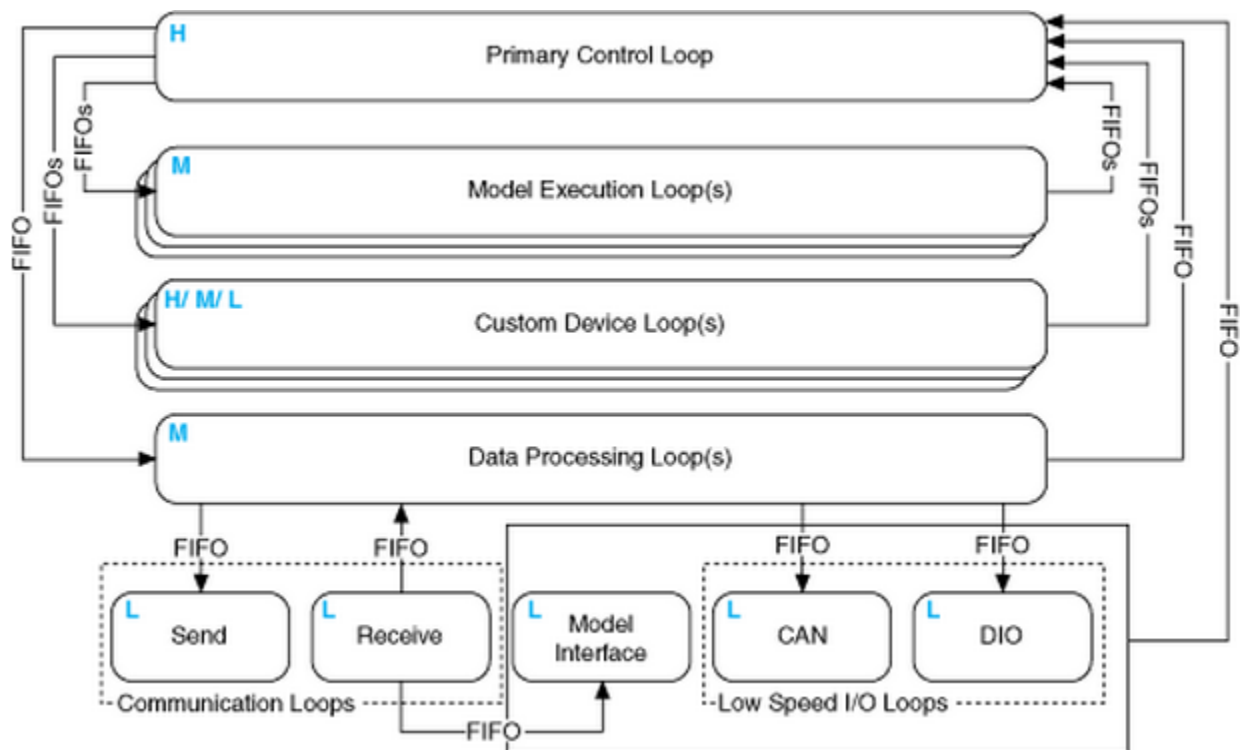 H
Primary Control Loop
FIFOs
FIFOs
FIFO
M
Model Execution Loop(s)
FIFOs
FIFOs
FIFO
FIFO
H/ M/ L
Custom Device Loop(s)
M
Data Processing Loop(s)
FIFO
FIFO
FIFO
FIFO
L
Send
L
Receive
L
Model
Interface
L
CAN
L
DIO
Communication Loops
Low Speed I/O Loops
FIFO